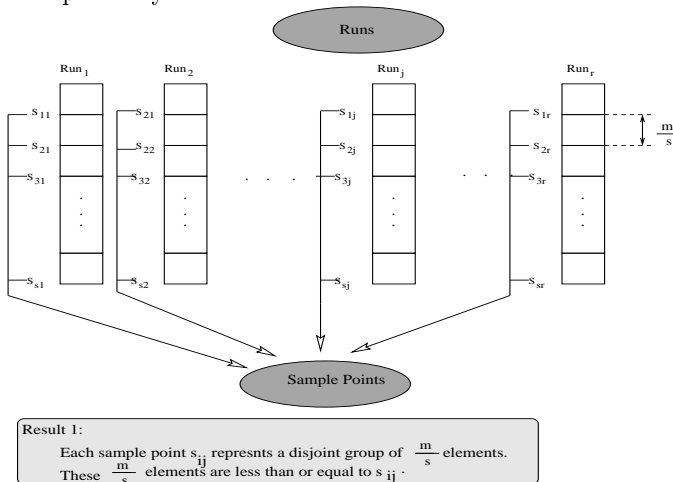 Runs
Run₁ Run₂ Runⱼ Runᵣ
s₁₁ s₂₁ s₁ⱼ s₁ᵣ
m/s
s₂₁ s₂₂ s₂ⱼ s₂ᵣ
s₃₁ s₃₂ . . . s₃ⱼ . . . s₃ᵣ
sₛ₁ sₛ₂ sₛⱼ sₛᵣ
Sample Points
Result 1:
Each sample point s ij represnts a disjoint group of m/s elements.
These m/s elements are less than or equal to s ij .